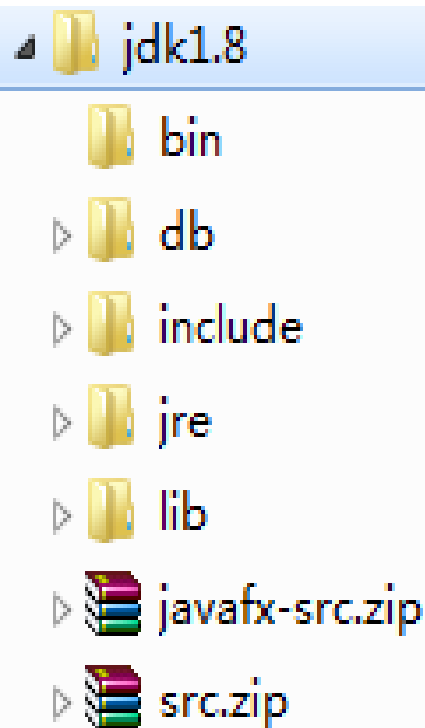 jdk1.8
bin
db
include
jre
lib
javafx-src.zip
src.zip